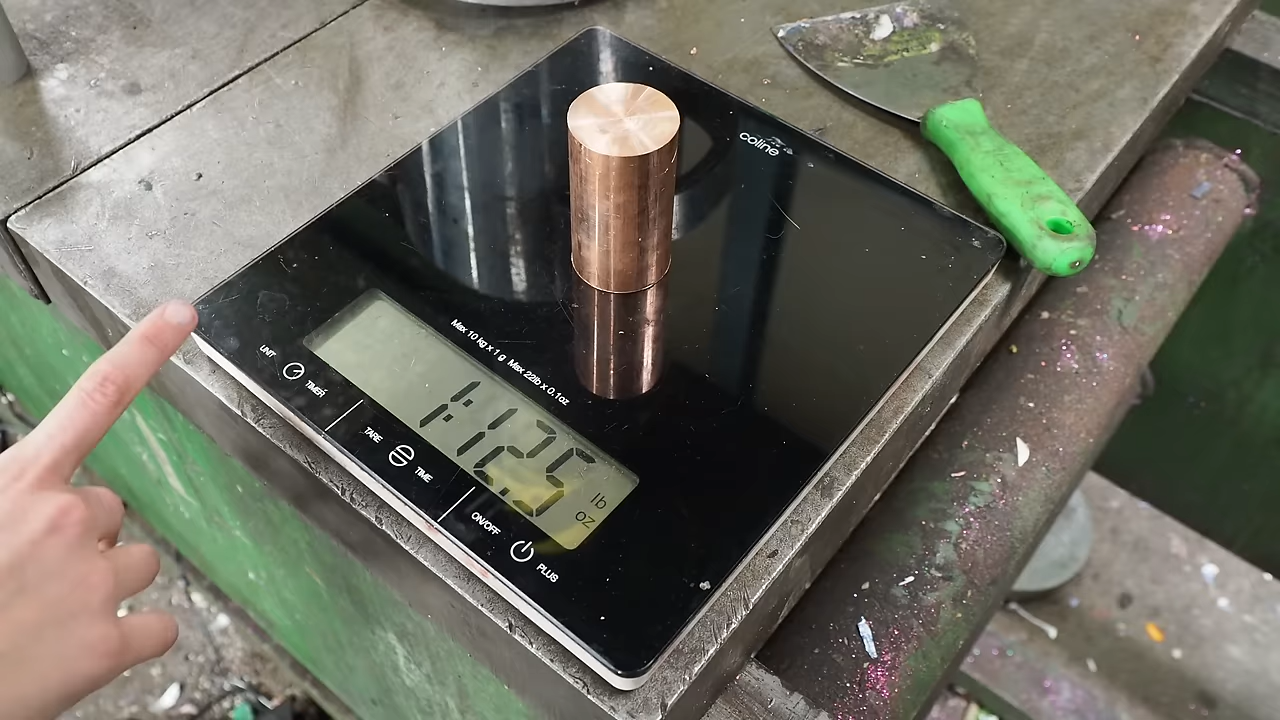 coline
Max 10 kg x 1 g Max 22lb x 0.1oz
UNIT
TIMER
TARE
TIME
ON/OFF
PLUS
1:12.5
lb
oz